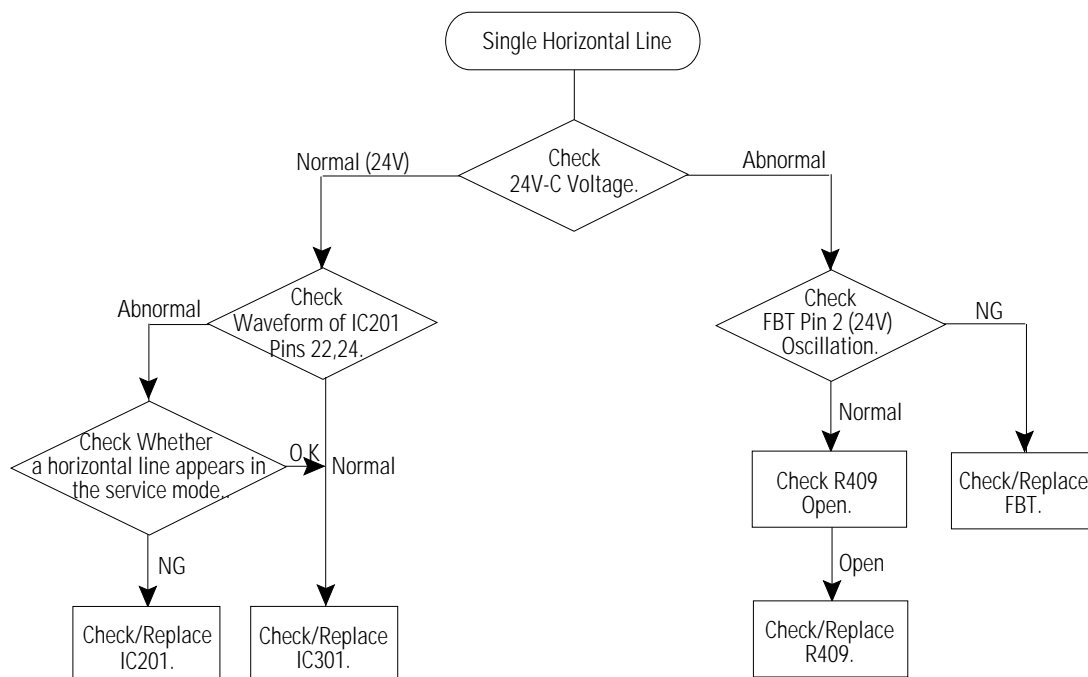 Single Horizontal Line
Check
24V-C Voltage.
Normal (24V)
Abnormal
Check
Waveform of IC201
Pins 22,24.
Abnormal
Check
FBT Pin 2 (24V)
Oscillation.
NG
Normal
Check Whether
a horizontal line appears in
the service mode..
O.K
Normal
Check R409
Open.
Check/Replace
FBT.
NG
Open
Check/Replace
IC201.
Check/Replace
IC301.
Check/Replace
R409.